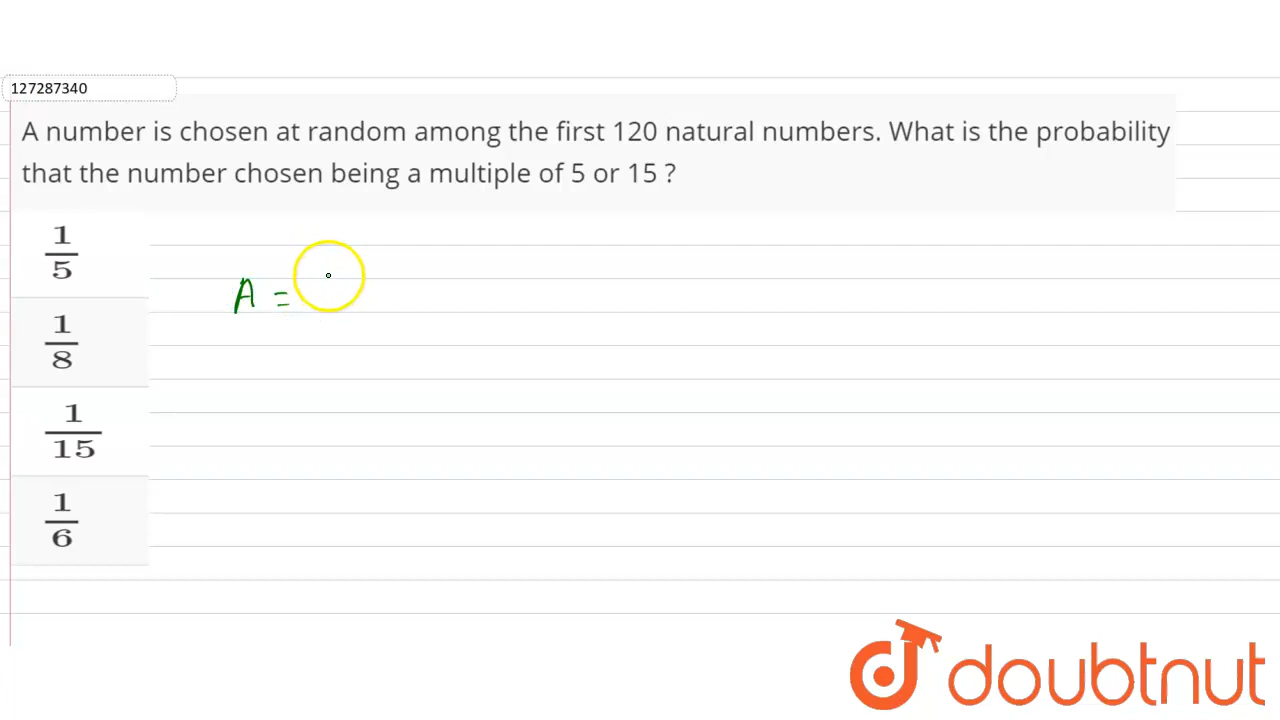 127287340
A number is chosen at random among the first 120 natural numbers. What is the probability
that the number chosen being a multiple of 5 or 15 ?
1
5
A =
1
8
1
15
1
6
doubtnut